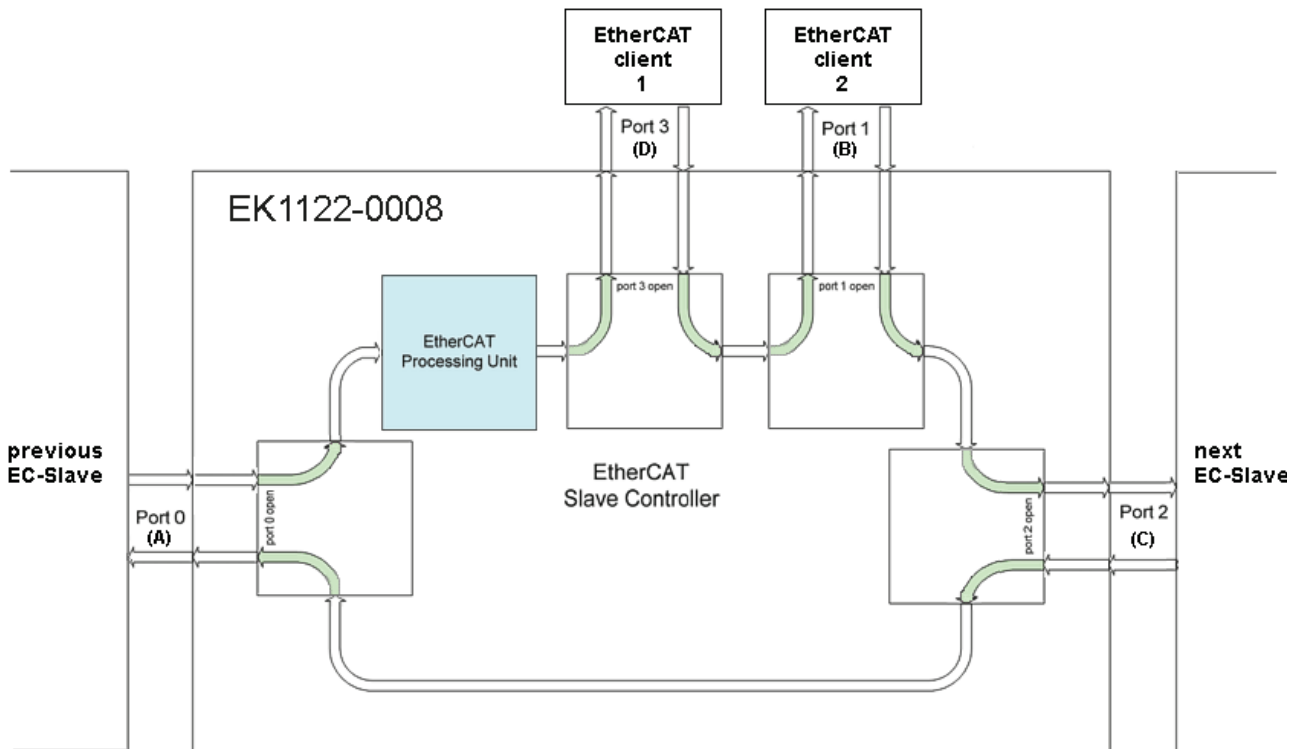 EtherCAT
client
1
EtherCAT
client
2
Port 3
(D)
Port 1
(B)
EK1122-0008
port 3 open
port 1 open
EtherCAT
Processing Unit
previous
EC-Slave
EtherCAT
Slave Controller
next
EC-Slave
Port 0
(A)
port 0 open
port 2 open
Port 2
(C)